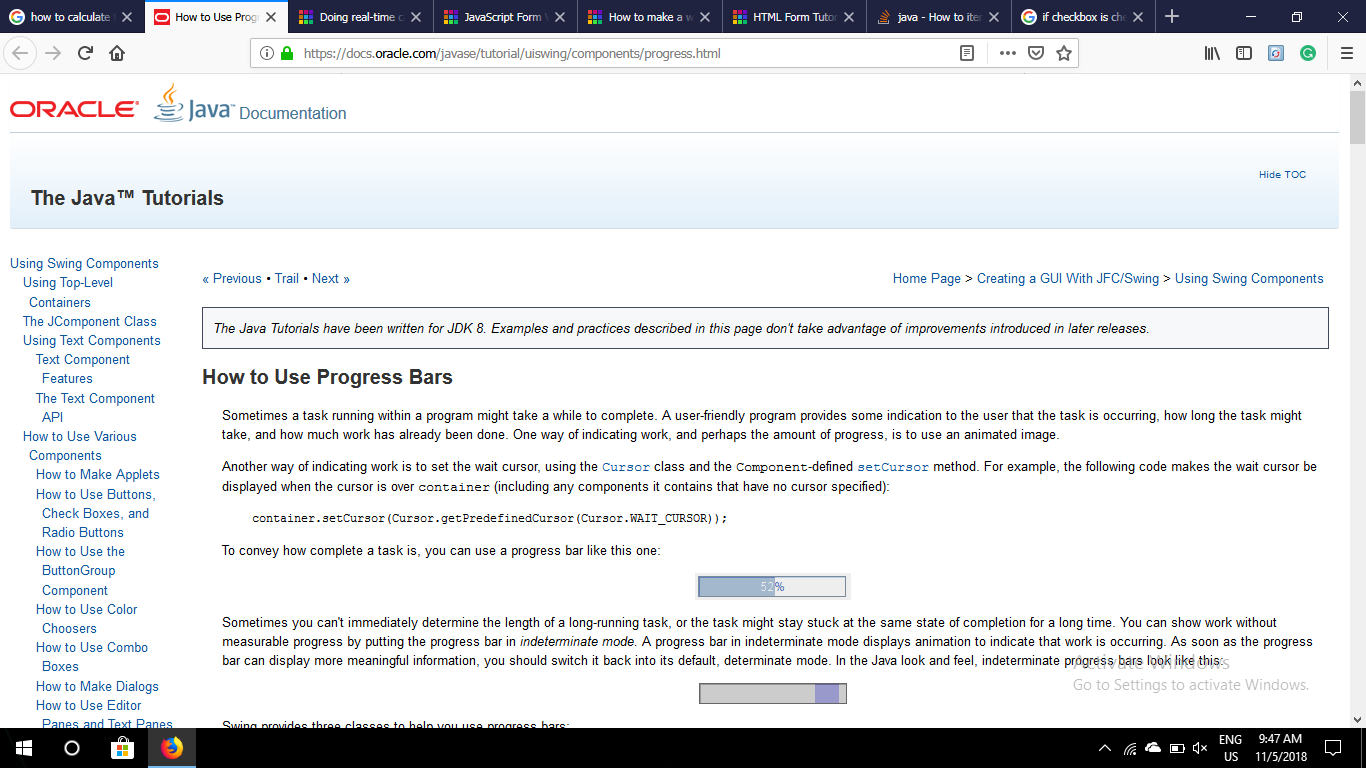 how to calculate
How to Use Prog
Doing real-time c
JavaScript Form V
How to make a w
HTML Form Tutor
java - How to iter
if checkbox is che
https://docs.oracle.com/javase/tutorial/uiswing/components/progress.html
ORACLE Java™ Documentation
Hide TOC
The Java™ Tutorials
Using Swing Components
Using Top-Level
Containers
The JComponent Class
Using Text Components
Text Component
Features
The Text Component
API
How to Use Various
Components
How to Make Applets
How to Use Buttons,
Check Boxes, and
Radio Buttons
How to Use the
ButtonGroup
Component
How to Use Color
Choosers
How to Use Combo
Boxes
How to Make Dialogs
How to Use Editor
Panes and Text Panes
« Previous • Trail • Next »
Home Page > Creating a GUI With JFC/Swing > Using Swing Components
The Java Tutorials have been written for JDK 8. Examples and practices described in this page don't take advantage of improvements introduced in later releases.
How to Use Progress Bars
Sometimes a task running within a program might take a while to complete. A user-friendly program provides some indication to the user that the task is occurring, how long the task might
take, and how much work has already been done. One way of indicating work, and perhaps the amount of progress, is to use an animated image.
Another way of indicating work is to set the wait cursor, using the Cursor class and the Component-defined setCursor method. For example, the following code makes the wait cursor be
displayed when the cursor is over container (including any components it contains that have no cursor specified):
container.setCursor(Cursor.getPredefinedCursor(Cursor.WAIT_CURSOR));
To convey how complete a task is, you can use a progress bar like this one:
52%
Sometimes you can't immediately determine the length of a long-running task, or the task might stay stuck at the same state of completion for a long time. You can show work without
measurable progress by putting the progress bar in indeterminate mode. A progress bar in indeterminate mode displays animation to indicate that work is occurring. As soon as the progress
bar can display more meaningful information, you should switch it back into its default, determinate mode. In the Java look and feel, indeterminate progress bars look like this:
Swing provides three classes to help you use progress bars:
Activate Windows
Go to Settings to activate Windows.
ENG
US
9:47 AM
11/5/2018